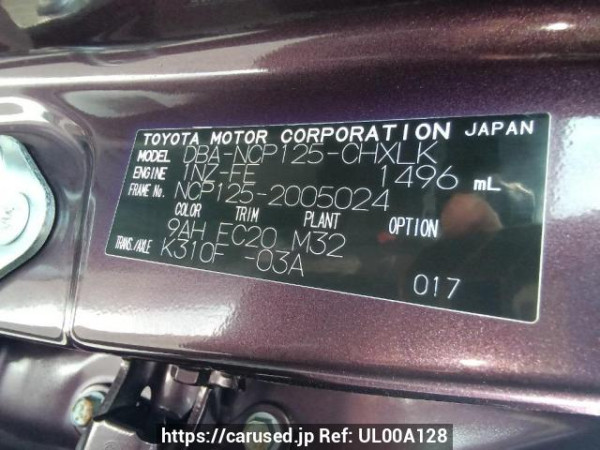 TOYOTA MOTOR CORPORATION JAPAN
MODEL DBA-NCP125-CHXLK
ENGINE 1NZ-FE 1496 mL
FRAME No. NCP125-2005024
COLOR TRIM PLANT OPTION
9AH FC20 M32
TRANS./AXLE K310F -03A
017
https://carused.jp Ref: UL00A128